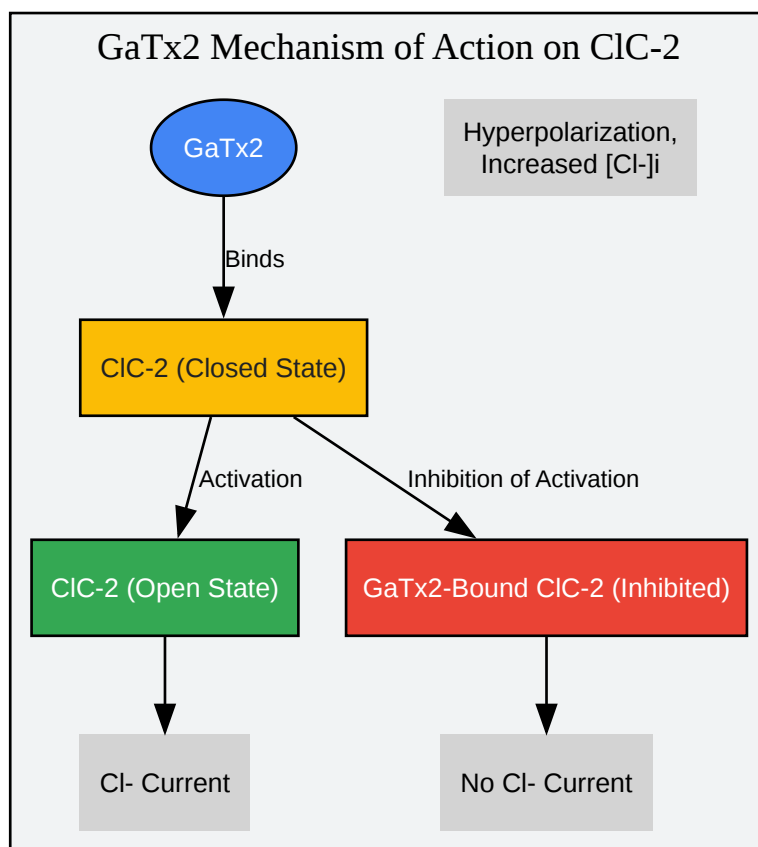 GaTx2 Mechanism of Action on ClC-2
GaTx2
Hyperpolarization,
Increased [Cl-]i
Binds
ClC-2 (Closed State)
Activation
Inhibition of Activation
ClC-2 (Open State)
GaTx2-Bound ClC-2 (Inhibited)
Cl- Current
No Cl- Current